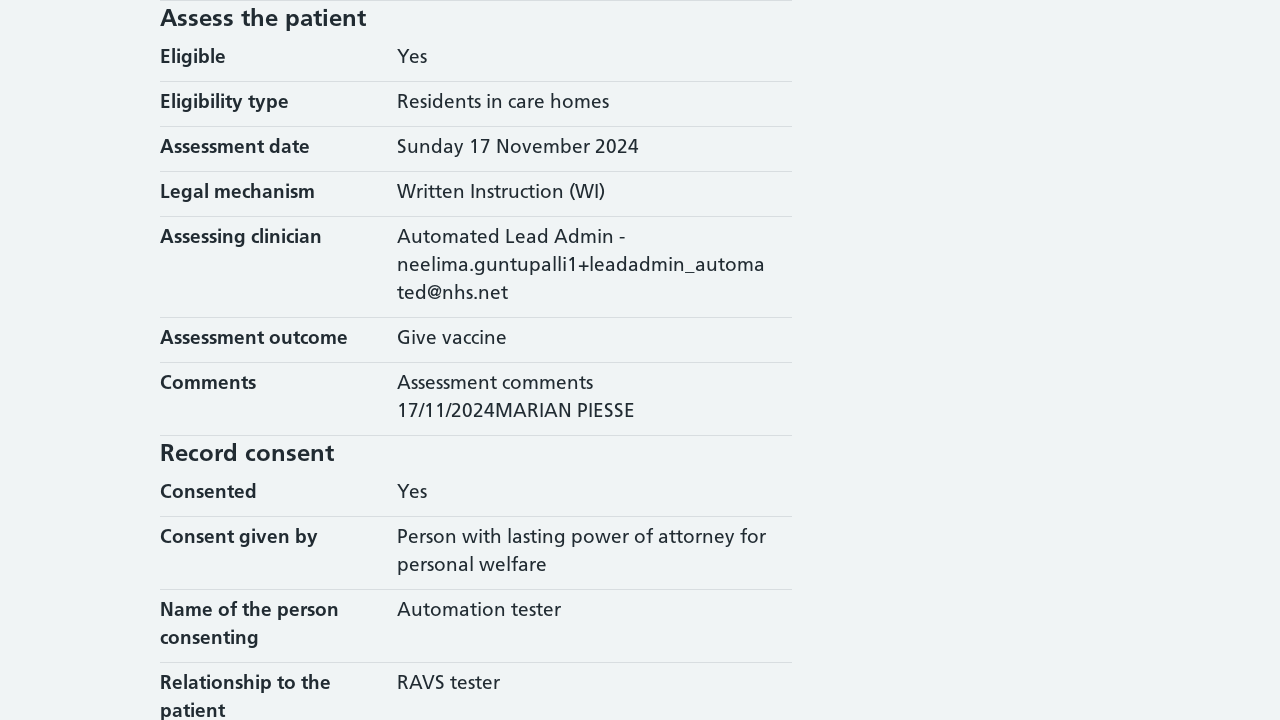 Assess the patient
Eligible Yes
Eligibility type Residents in care homes
Assessment date Sunday 17 November 2024
Legal mechanism Written Instruction (WI)
Assessing clinician Automated Lead Admin -
neelima.guntupalli1+leadadmin_automa
ted@nhs.net
Assessment outcome Give vaccine
Comments Assessment comments
17/11/2024MARIAN PIESSE
Record consent
Consented Yes
Consent given by Person with lasting power of attorney for
personal welfare
Name of the person Automation tester
consenting
Relationship to the RAVS tester
patient